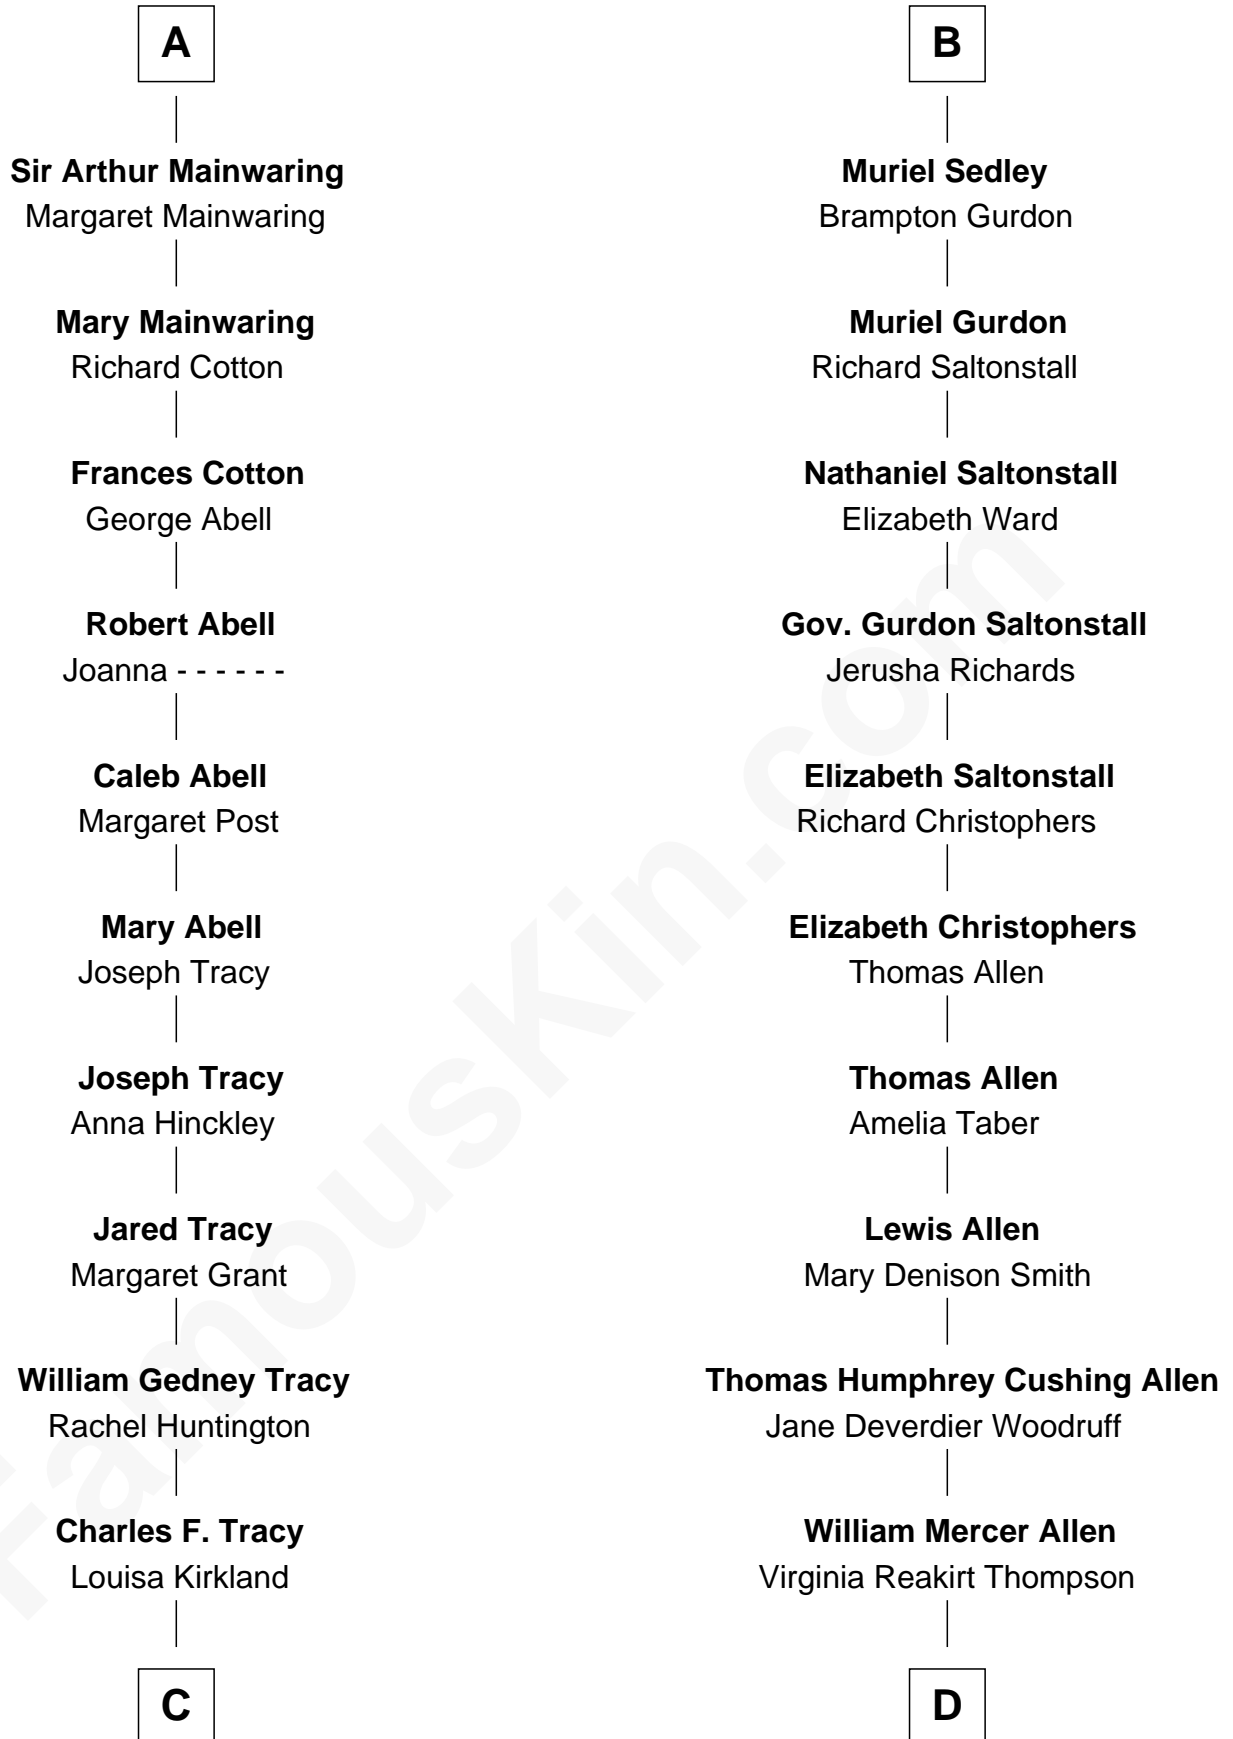 A
Sir Arthur Mainwaring
Margaret Mainwaring
Mary Mainwaring
Richard Cotton
Frances Cotton
George Abell
Robert Abell
Joanna - - - - - -
Caleb Abell
Margaret Post
Mary Abell
Joseph Tracy
Joseph Tracy
Anna Hinckley
Jared Tracy
Margaret Grant
William Gedney Tracy
Rachel Huntington
Charles F. Tracy
Louisa Kirkland
C
B
Muriel Sedley
Brampton Gurdon
Muriel Gurdon
Richard Saltonstall
Nathaniel Saltonstall
Elizabeth Ward
Gov. Gurdon Saltonstall
Jerusha Richards
Elizabeth Saltonstall
Richard Christophers
Elizabeth Christophers
Thomas Allen
Thomas Allen
Amelia Taber
Lewis Allen
Mary Denison Smith
Thomas Humphrey Cushing Allen
Jane Deverdier Woodruff
William Mercer Allen
Virginia Reakirt Thompson
D
FamousKin.com